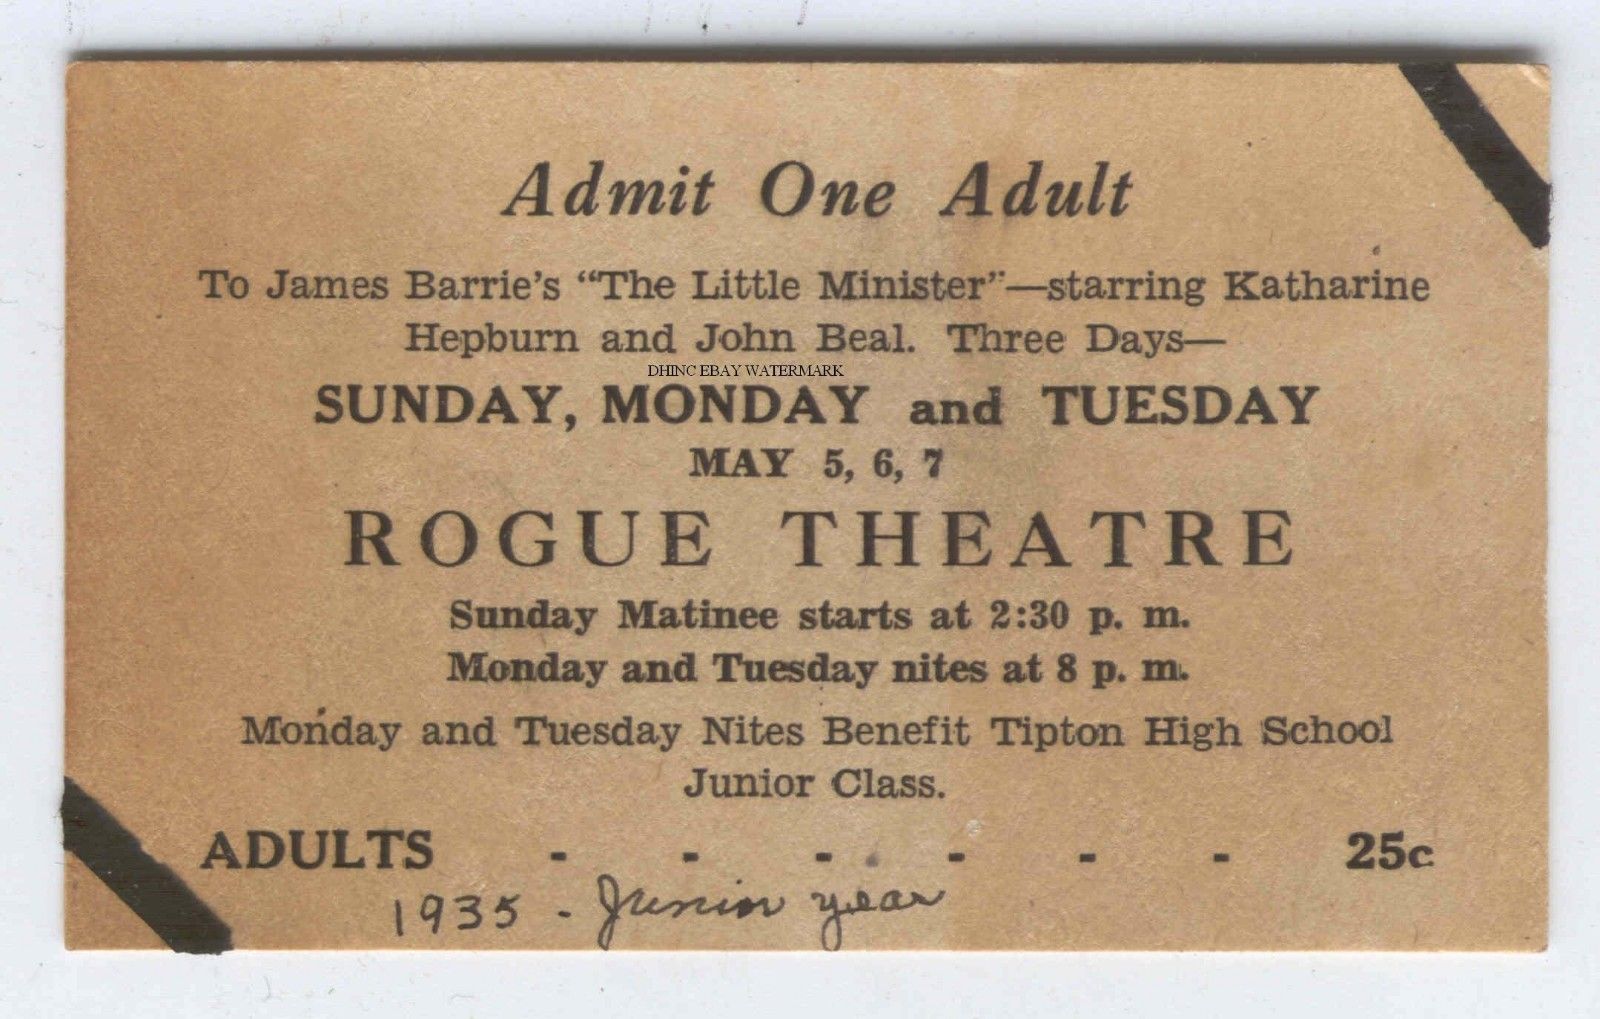 Admit One Adult
To James Barrie's "The Little Minister"—starring Katharine
Hepburn and John Beal. Three Days—
DHINC EBAY WATERMARK
SUNDAY, MONDAY and TUESDAY
MAY 5, 6, 7
ROGUE THEATRE
Sunday Matinee starts at 2:30 p. m.
Monday and Tuesday nites at 8 p. m.
Monday and Tuesday Nites Benefit Tipton High School
Junior Class.
ADULTS - - - - - - 25c
1935 - Junior year